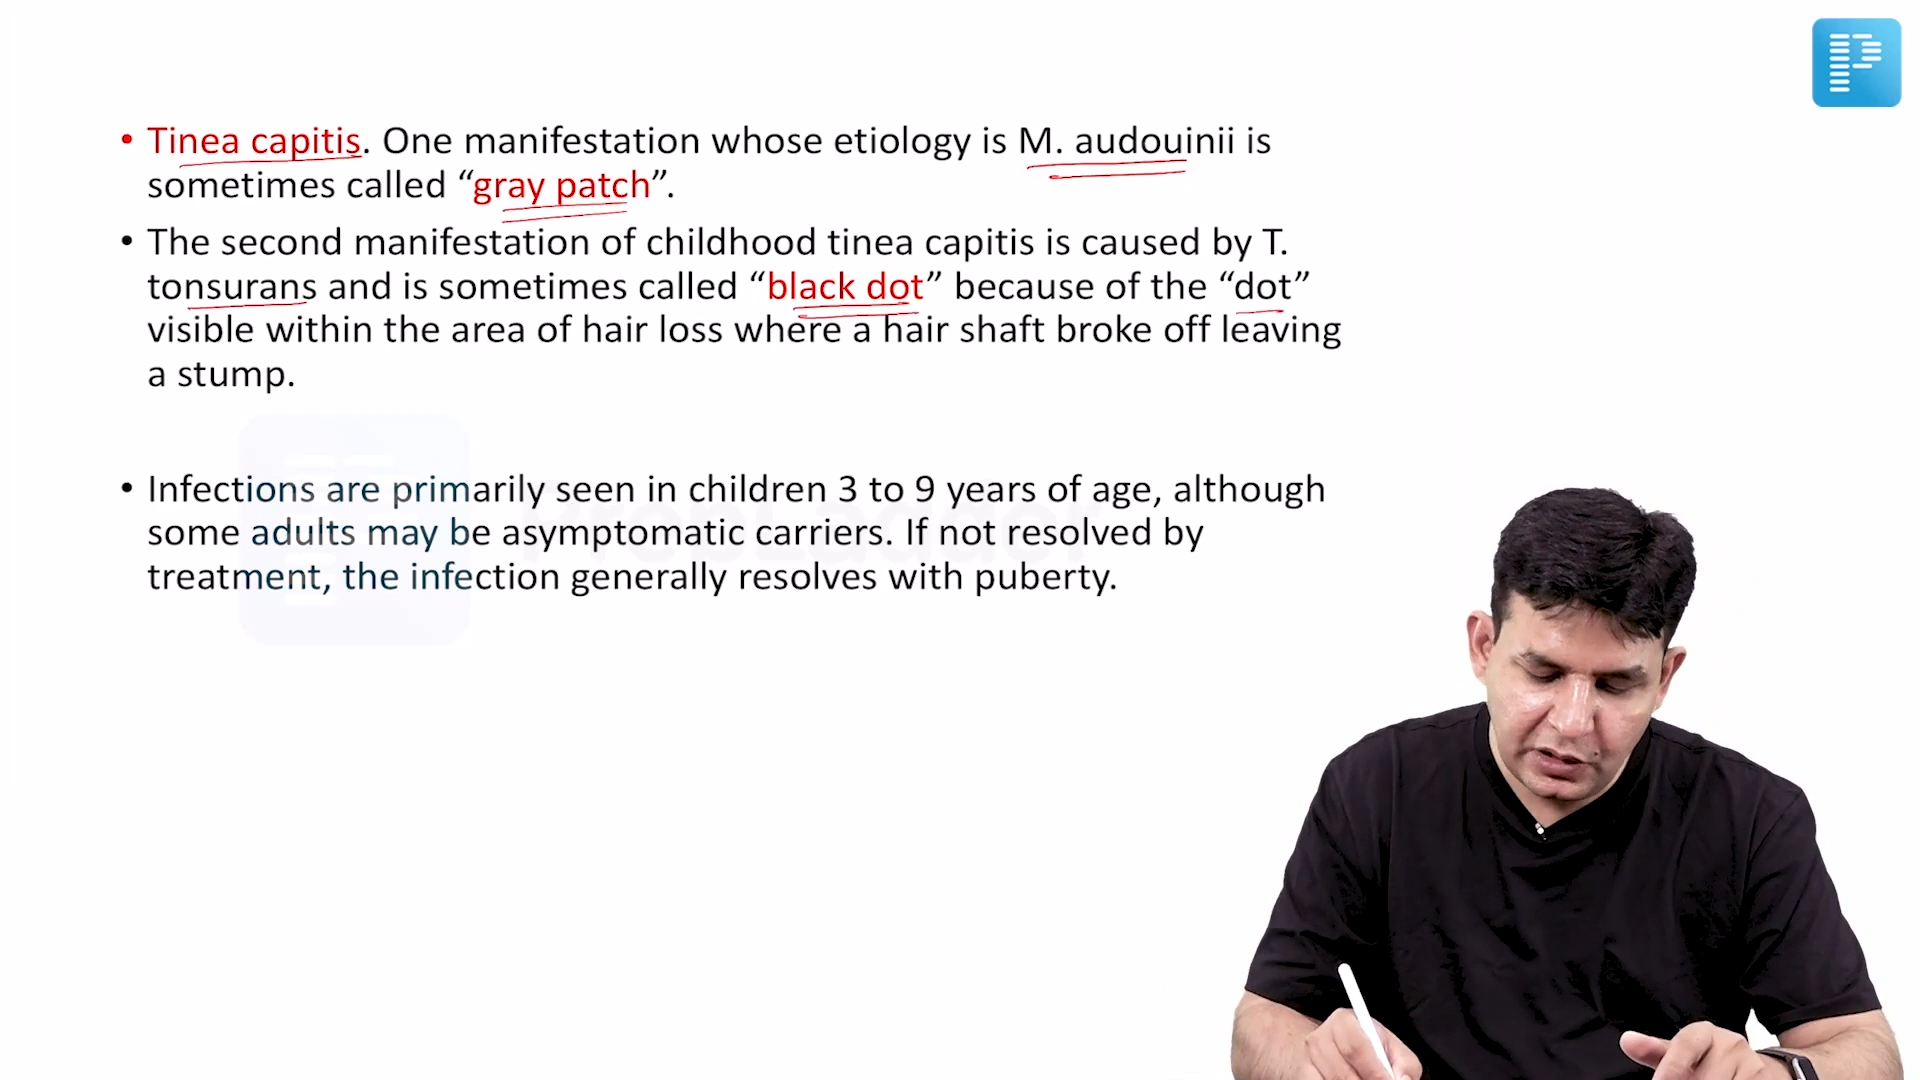 • Tinea capitis. One manifestation whose etiology is M. audouinii is
sometimes called “gray patch”.
• The second manifestation of childhood tinea capitis is caused by T.
tonsurans and is sometimes called “black dot” because of the “dot”
visible within the area of hair loss where a hair shaft broke off leaving
a stump.
• Infections are primarily seen in children 3 to 9 years of age, although
some adults may be asymptomatic carriers. If not resolved by
treatment, the infection generally resolves with puberty.
PrepLadder